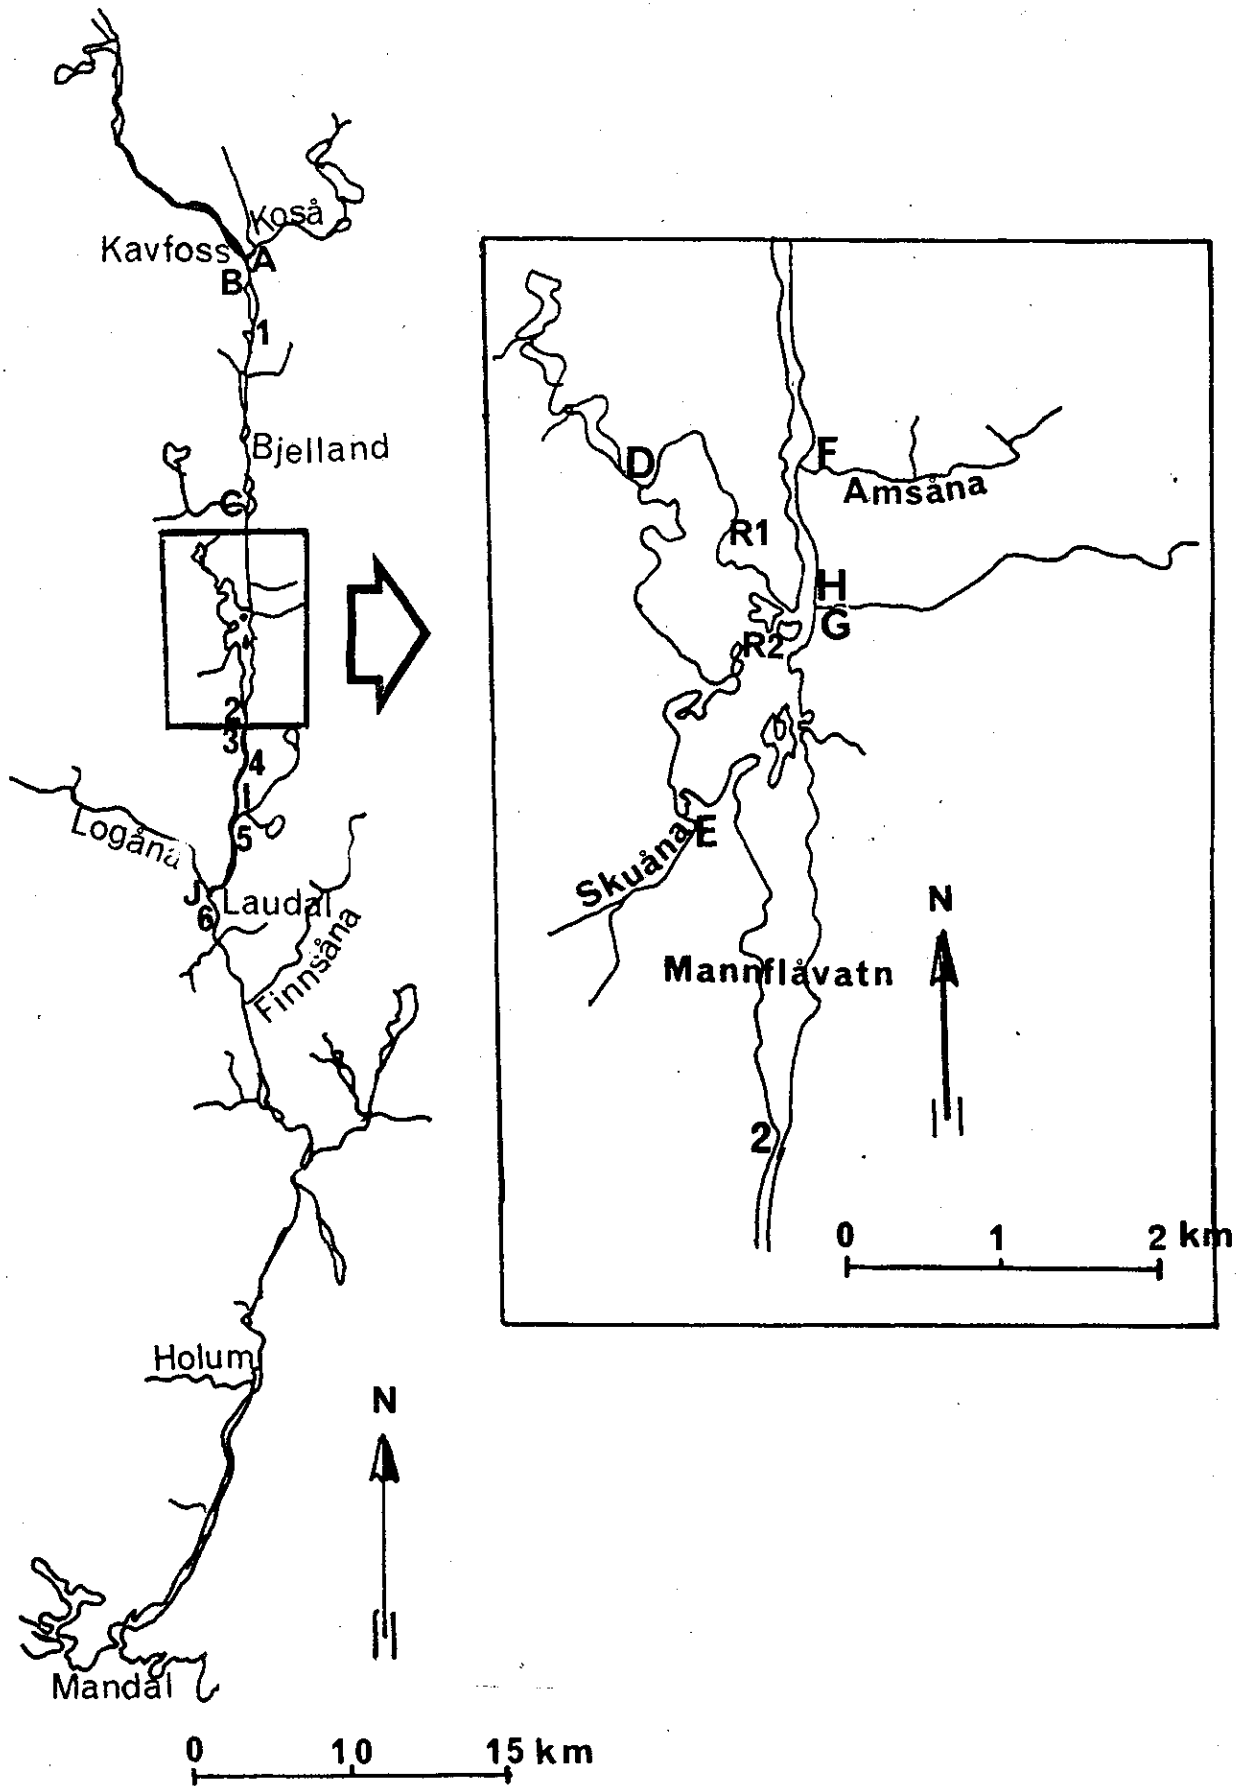 Koså
Kavfoss
A
B
1
Bjelland
C
2
3
4
I
5
Logåna
J
Laudal
6
Finnsåna
Holum
N
Mandal
0 10 15 km
D
F
Amsåna
R1
H
G
R2
E
Skuåna
N
Mannflåvatn
2
0 1 2 km